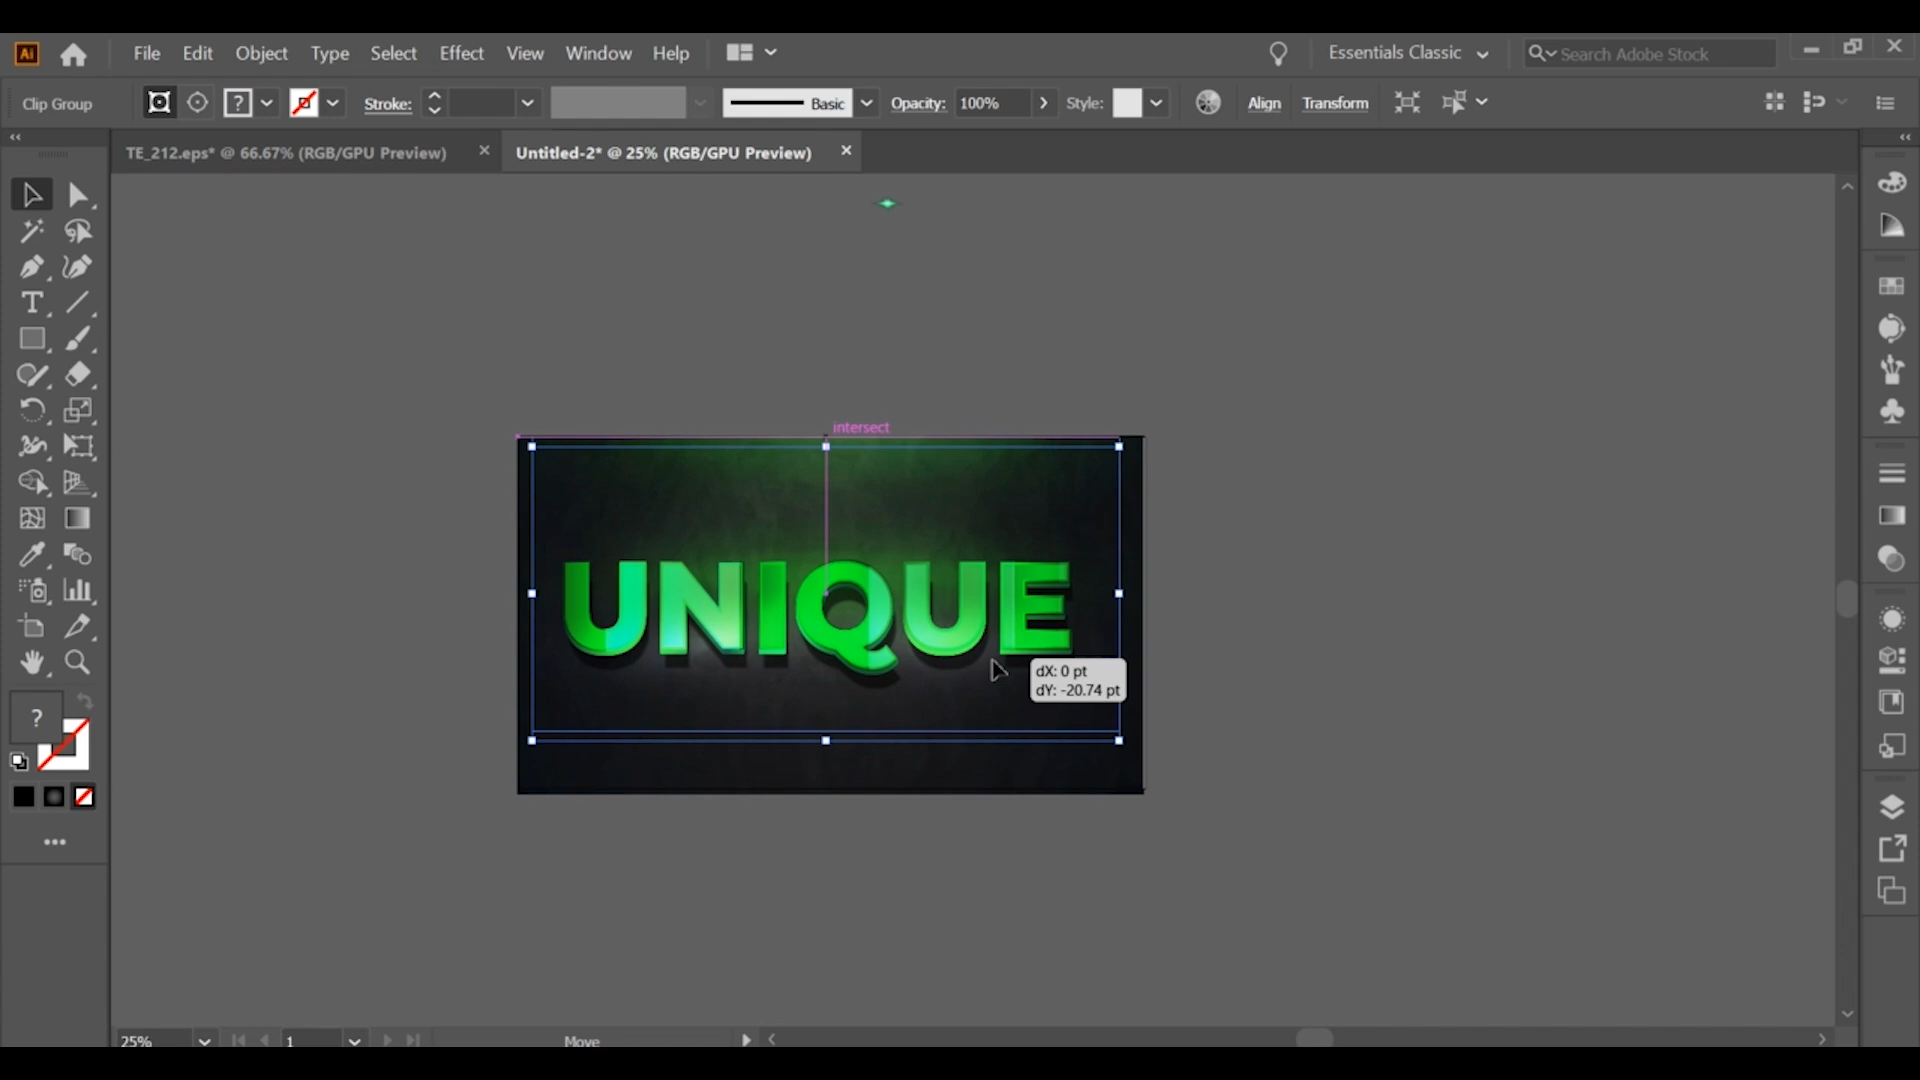 Ai File Edit Object Type Select Effect View Window Help Essentials Classic Search Adobe Stock
Clip Group ? Stroke: Basic Opacity: 100% Style: Align Transform
TE_212.eps* @ 66.67% (RGB/GPU Preview) Untitled-2* @ 25% (RGB/GPU Preview)
intersect
UNIQUE
dX: 0 pt
dY: -20.74 pt
?
25% 1 Move